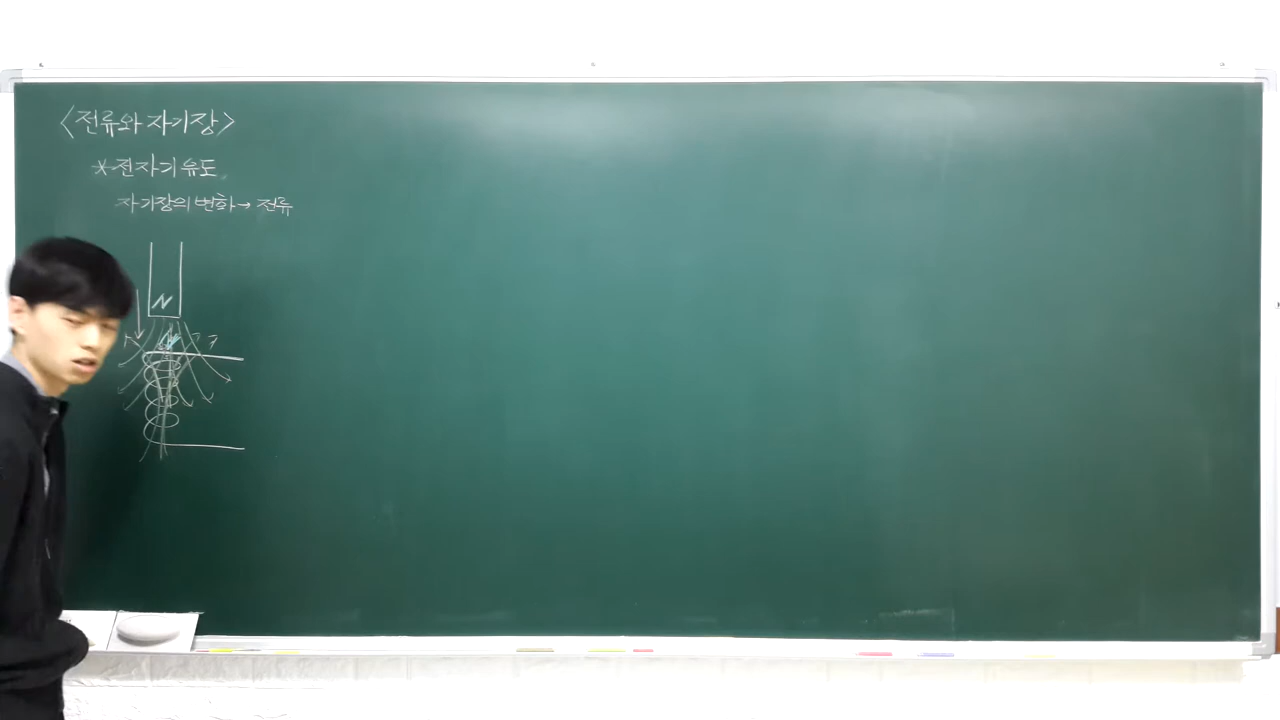 <전류와 자기장>
*전자기 유도
자기장의 변화→ 전류
N
N